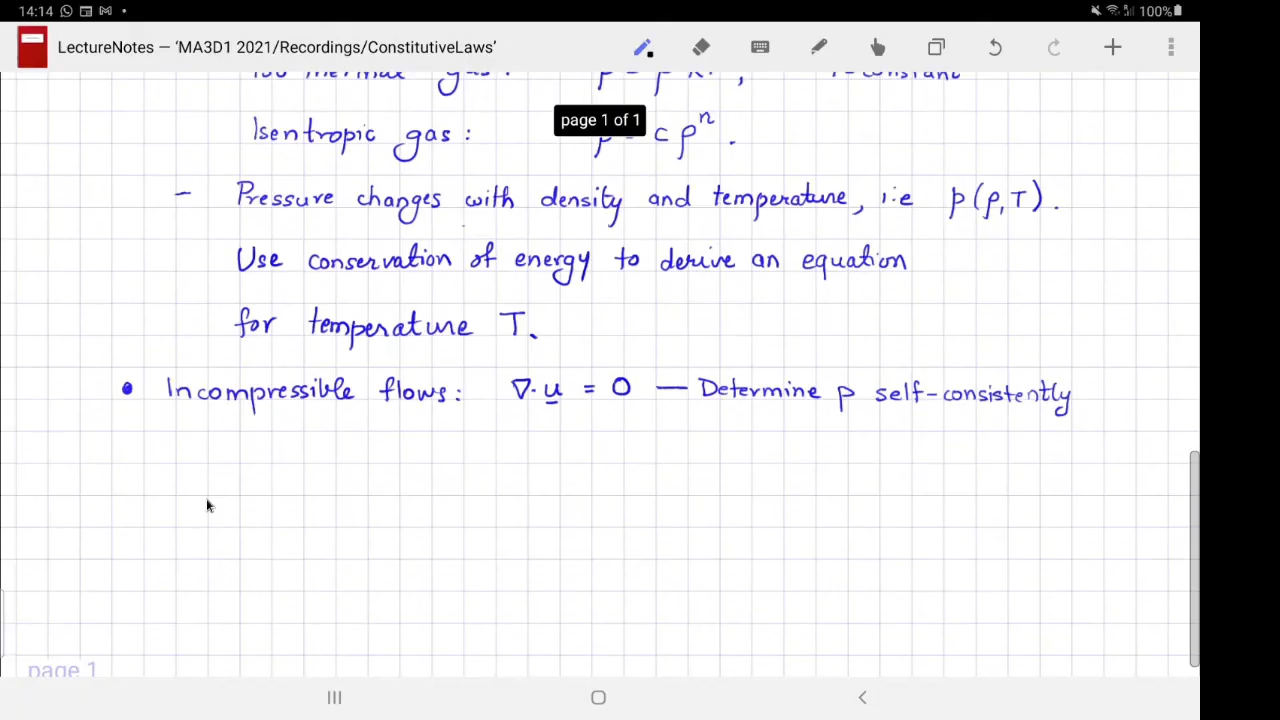 14:14 100%
LectureNotes — ‘MA3D1 2021/Recordings/ConstitutiveLaws’
gas :
page 1 of 1
Isentropic gas : = c ρⁿ .
– Pressure changes with density and temperature, i.e p(ρ,T).
Use conservation of energy to derive an equation
for temperature T.
• Incompressible flows: ∇·u = 0 — Determine p self-consistently
page 1